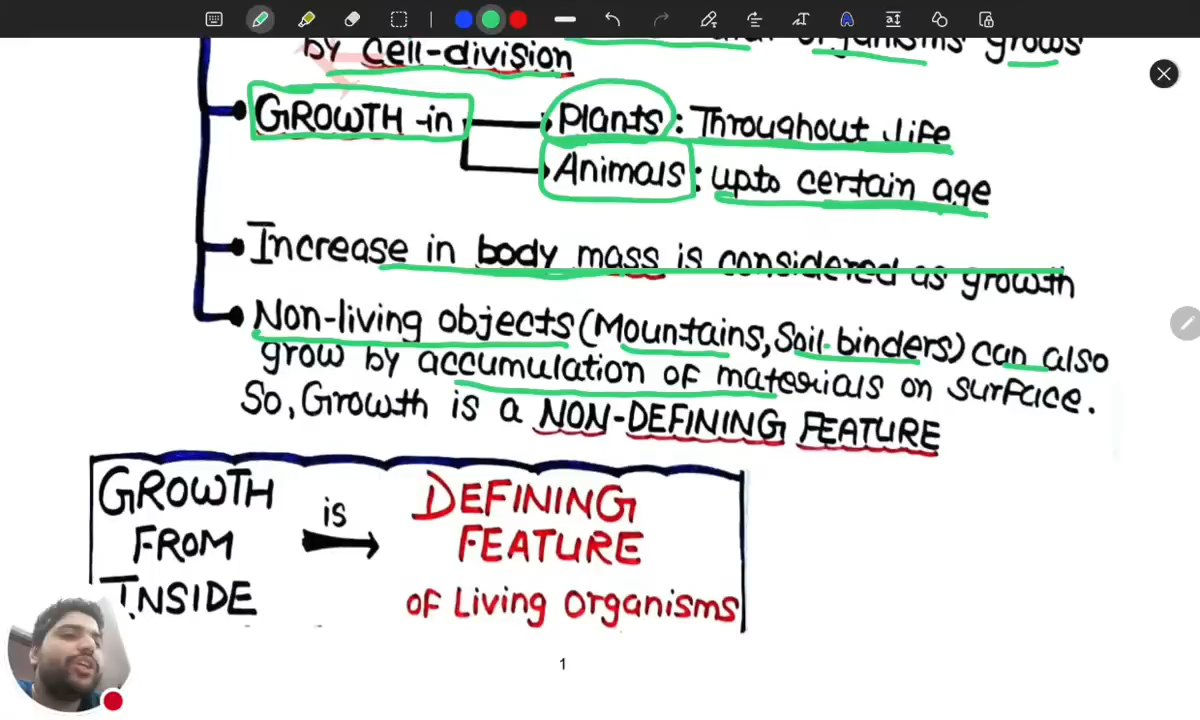 organisms grows
by cell-division
GROWTH -in
Plants : Throughout life
Animals : upto certain age
Increase in body mass is considered as growth
Non-living objects (Mountains, Soil binders) can also
grow by accumulation of materials on surface.
So, Growth is a NON-DEFINING FEATURE
GROWTH
FROM
INSIDE
is
DEFINING
FEATURE
of Living Organisms
1